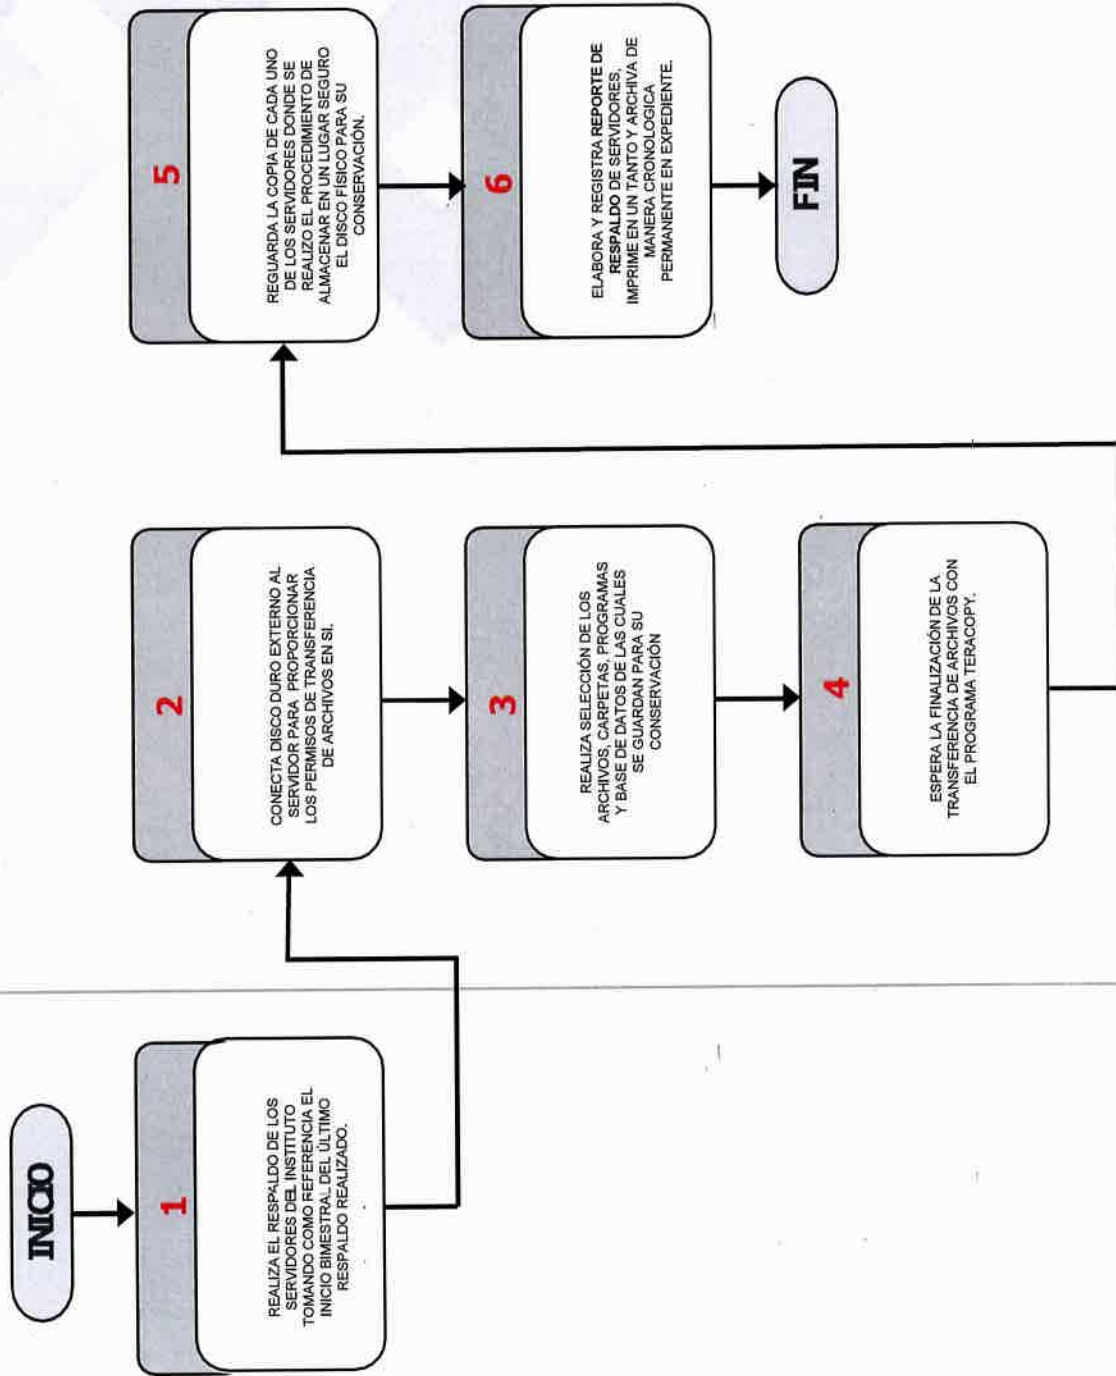 INICIO
1
REALIZA EL RESPALDO DE LOS
SERVIDORES DEL INSTITUTO
TOMANDO COMO REFERENCIA EL
INICIO BIMESTRAL DEL ÚLTIMO
RESPALDO REALIZADO.
2
CONECTA DISCO DURO EXTERNO AL
SERVIDOR PARA PROPORCIONAR
LOS PERMISOS DE TRANSFERENCIA
DE ARCHIVOS EN SI.
3
REALIZA SELECCIÓN DE LOS
ARCHIVOS, CARPETAS, PROGRAMAS
Y BASE DE DATOS DE LAS CUALES
SE GUARDAN PARA SU
CONSERVACIÓN
4
ESPERA LA FINALIZACIÓN DE LA
TRANSFERENCIA DE ARCHIVOS CON
EL PROGRAMA TERACOPY.
5
REGUARDA LA COPIA DE CADA UNO
DE LOS SERVIDORES DONDE SE
REALIZO EL PROCEDIMIENTO DE
ALMACENAR EN UN LUGAR SEGURO
EL DISCO FÍSICO PARA SU
CONSERVACIÓN.
6
ELABORA Y REGISTRA REPORTE DE
RESPALDO DE SERVIDORES,
IMPRIME EN UN TANTO Y ARCHIVA DE
MANERA CRONOLOGICA
PERMANENTE EN EXPEDIENTE.
FIN